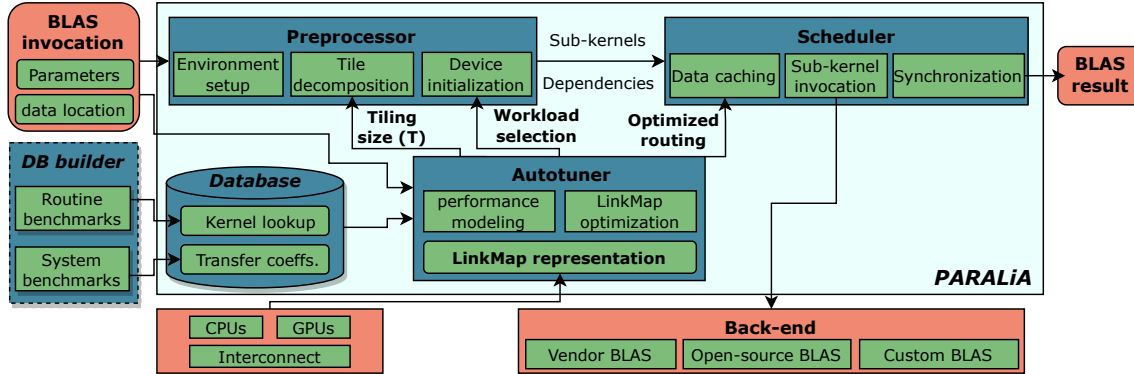 BLAS
invocation
Parameters
data location
Preprocessor
Environment
setup
Tile
decomposition
Device
initialization
Sub-kernels
Dependencies
Scheduler
Data caching
Sub-kernel
invocation
Synchronization
BLAS
result
Tiling
size (T)
Workload
selection
Optimized
routing
DB builder
Routine
benchmarks
System
benchmarks
Database
Kernel lookup
Transfer coeffs.
Autotuner
performance
modeling
LinkMap
optimization
LinkMap representation
PARALiA
CPUs
GPUs
Interconnect
Back-end
Vendor BLAS
Open-source BLAS
Custom BLAS